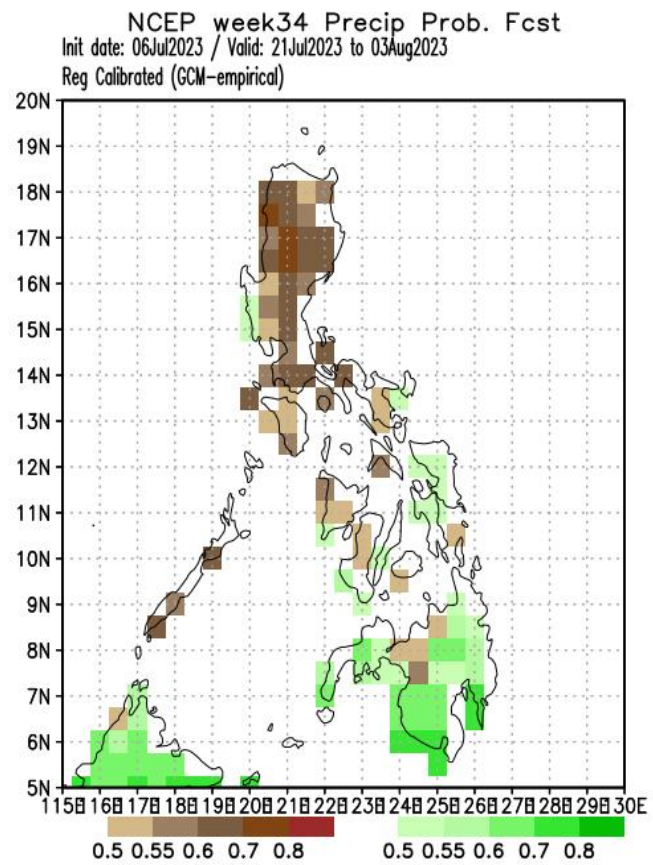 NCEP week34 Precip Prob. Fcst
Init date: 06Jul2023 / Valid: 21Jul2023 to 03Aug2023
Reg Calibrated (GCM-empirical)
20N
19N
18N
17N
16N
15N
14N
13N
12N
11N
10N
9N
8N
7N
6N
5N
115E 116E 117E 118E 119E 120E 121E 122E 123E 124E 125E 126E 127E 128E 129E 130E
0.5 0.55 0.6 0.7 0.8 0.5 0.55 0.6 0.7 0.8